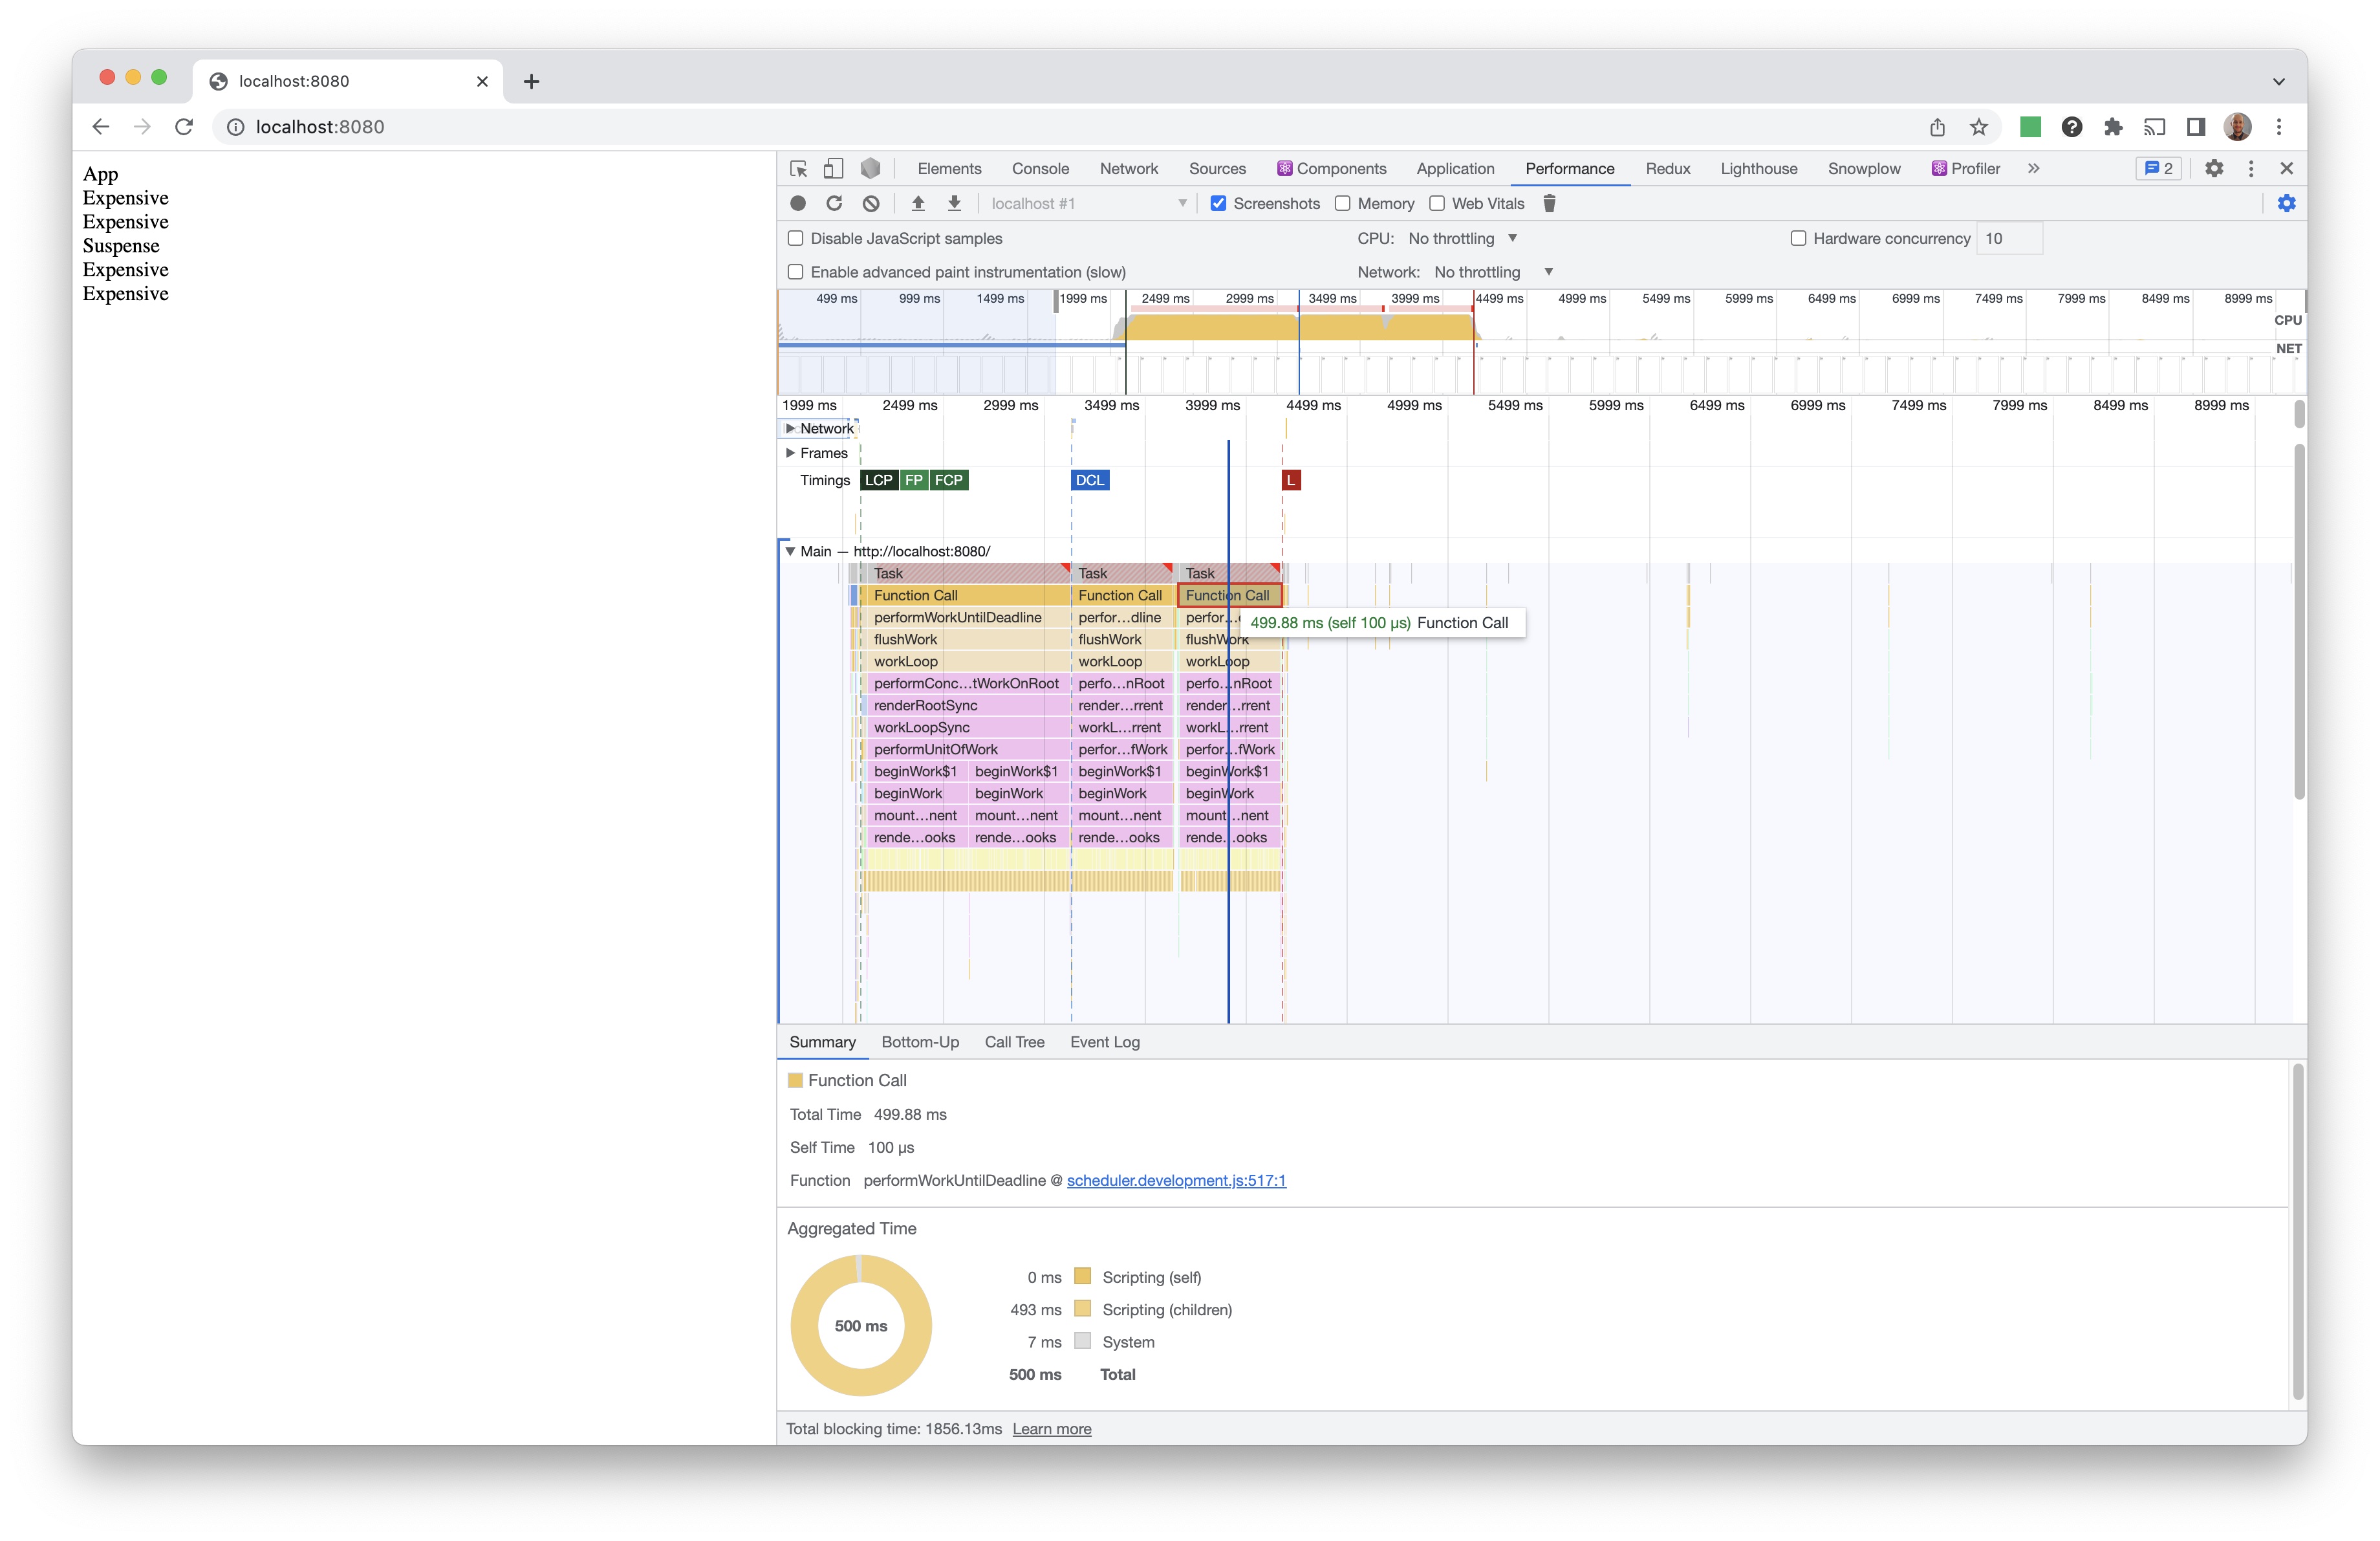 localhost:8080
localhost:8080
App
Expensive
Expensive
Suspense
Expensive
Expensive
Elements Console Network Sources Components Application Performance Redux Lighthouse Snowplow Profiler » 2
localhost #1 Screenshots Memory Web Vitals
Disable JavaScript samples CPU: No throttling Hardware concurrency 10
Enable advanced paint instrumentation (slow) Network: No throttling
499 ms 999 ms 1499 ms 1999 ms 2499 ms 2999 ms 3499 ms 3999 ms 4499 ms 4999 ms 5499 ms 5999 ms 6499 ms 6999 ms 7499 ms 7999 ms 8499 ms 8999 ms
CPU
NET
1999 ms 2499 ms 2999 ms 3499 ms 3999 ms 4499 ms 4999 ms 5499 ms 5999 ms 6499 ms 6999 ms 7499 ms 7999 ms 8499 ms 8999 ms
Network
Frames
Timings LCP FP FCP DCL L
Main — http://localhost:8080/
Task Task Task
Function Call Function Call Function Call
performWorkUntilDeadline perfor...dline perfor...
499.88 ms (self 100 µs) Function Call
flushWork flushWork flushWork
workLoop workLoop workLoop
performConc...tWorkOnRoot perfo...nRoot perfo...nRoot
renderRootSync render...rrent render...rrent
workLoopSync workL...rrent workL...rrent
performUnitOfWork perfor...fWork perfor...fWork
beginWork$1 beginWork$1 beginWork$1 beginWork$1
beginWork beginWork beginWork beginWork
mount...nent mount...nent mount...nent mount...nent
rende...ooks rende...ooks rende...ooks rende...ooks
Summary Bottom-Up Call Tree Event Log
Function Call
Total Time 499.88 ms
Self Time 100 µs
Function performWorkUntilDeadline @ scheduler.development.js:517:1
Aggregated Time
500 ms
0 ms Scripting (self)
493 ms Scripting (children)
7 ms System
500 ms Total
Total blocking time: 1856.13ms Learn more